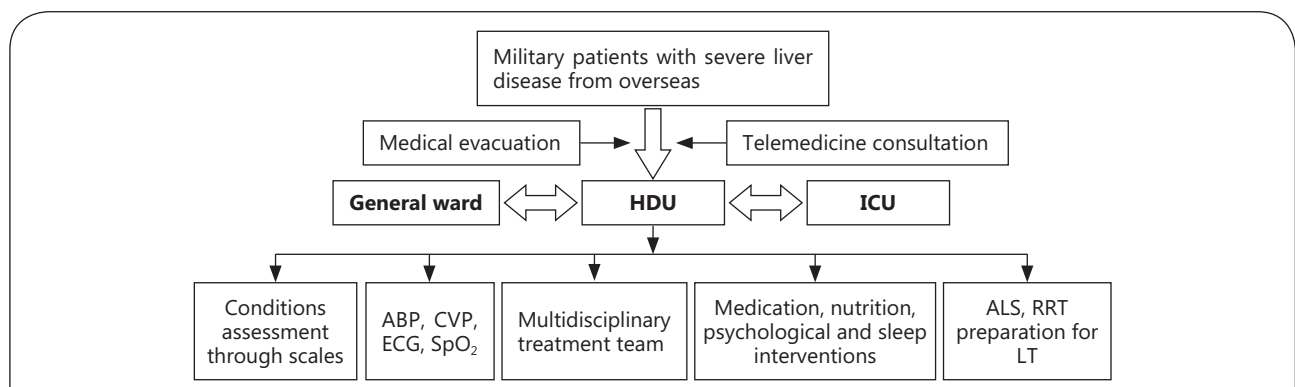 Military patients with severe liver
disease from overseas
Medical evacuation
Telemedicine consultation
General ward
HDU
ICU
Conditions
assessment
through scales
ABP, CVP,
ECG, SpO₂
Multidisciplinary
treatment team
Medication, nutrition,
psychological and sleep
interventions
ALS, RRT
preparation for
LT